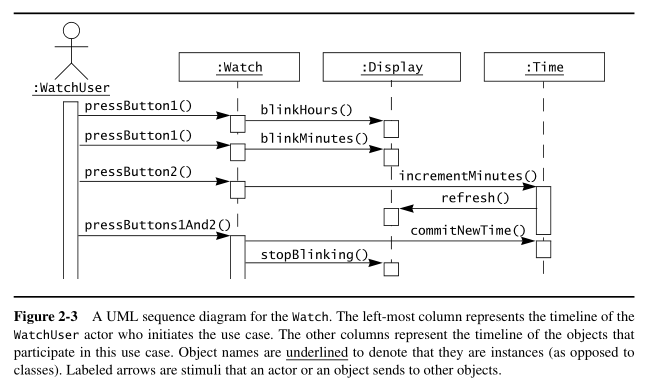 :WatchUser
:Watch
:Display
:Time
pressButton1()
blinkHours()
pressButton1()
blinkMinutes()
pressButton2()
incrementMinutes()
refresh()
pressButtons1And2()
commitNewTime()
stopBlinking()
Figure 2-3 A UML sequence diagram for the Watch. The left-most column represents the timeline of the
WatchUser actor who initiates the use case. The other columns represent the timeline of the objects that
participate in this use case. Object names are underlined to denote that they are instances (as opposed to
classes). Labeled arrows are stimuli that an actor or an object sends to other objects.